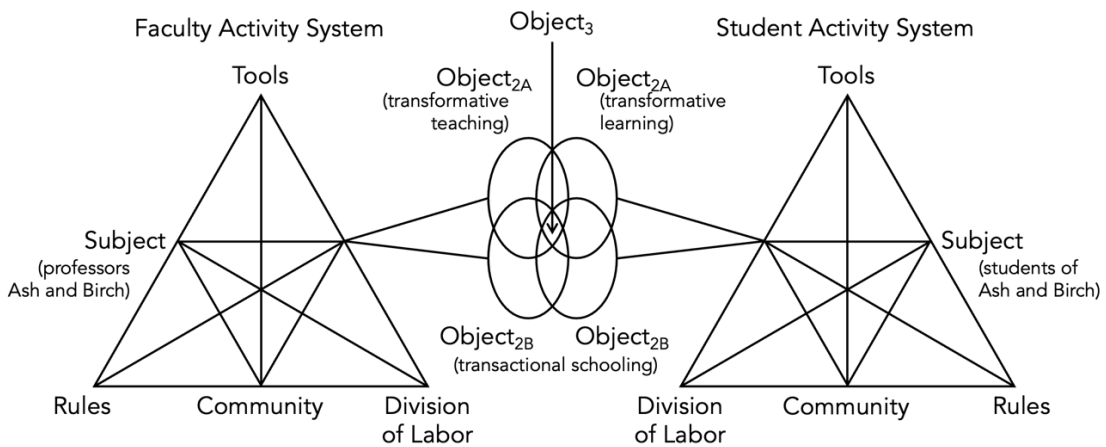 Object₃
Faculty Activity System
Student Activity System
Tools
Object₂A
(transformative
teaching)
Object₂A
(transformative
learning)
Tools
Subject
(professors
Ash and Birch)
Subject
(students of
Ash and Birch)
Object₂B
Object₂B
(transactional schooling)
Rules
Community
Division
of Labor
Division
of Labor
Community
Rules